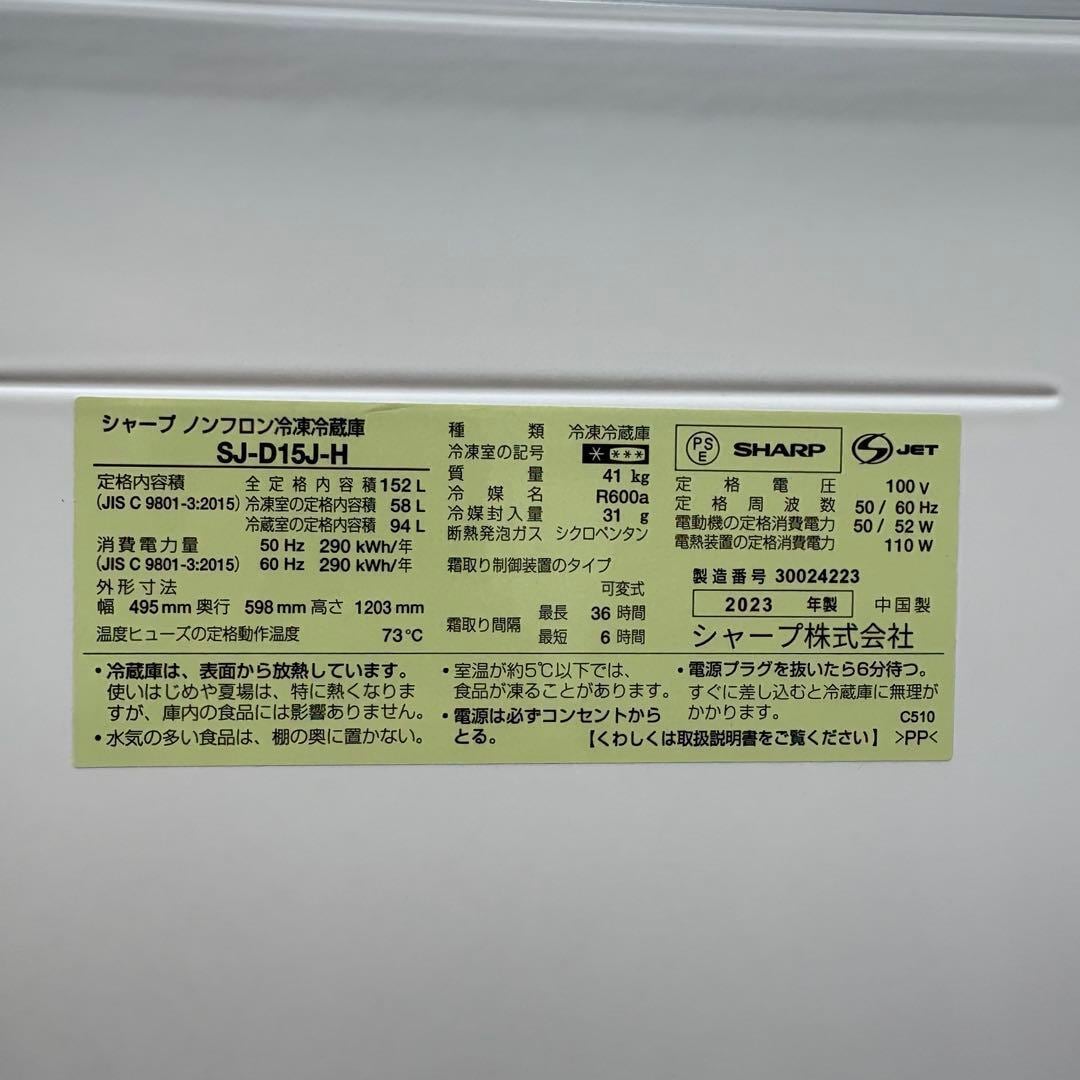 シャープ ノンフロン冷凍冷蔵庫
SJ-D15J-H
定格内容積 全定格内容積 152 L
(JIS C 9801-3:2015) 冷凍室の定格内容積 58 L
冷蔵室の定格内容積 94 L
消費電力量 50 Hz 290 kWh/年
(JIS C 9801-3:2015) 60 Hz 290 kWh/年
外形寸法
幅 495 mm 奥行 598 mm 高さ 1203 mm
温度ヒューズの定格動作温度 73℃
種類 冷凍冷蔵庫
冷凍室の記号 * ***
質量 41 kg
冷媒名 R600a
冷媒封入量 31 g
断熱発泡ガス シクロペンタン
霜取り制御装置のタイプ
可変式
霜取り間隔 最長 36 時間
最短 6 時間
PS E SHARP S JET
定格電圧 100 V
定格周波数 50/60 Hz
電動機の定格消費電力 50/52 W
電熱装置の定格消費電力 110 W
製造番号 30024223
2023 年製 中国製
シャープ株式会社
・冷蔵庫は、表面から放熱しています。
使いはじめや夏場は、特に熱くなりま
すが、庫内の食品には影響ありません。
・水気の多い食品は、棚の奥に置かない。
・室温が約5℃以下では、
食品が凍ることがあります。
・電源は必ずコンセントから
とる。
・電源プラグを抜いたら6分待つ。
すぐに差し込むと冷蔵庫に無理が
かかります。 C510
【くわしくは取扱説明書をご覧ください】 >PP<